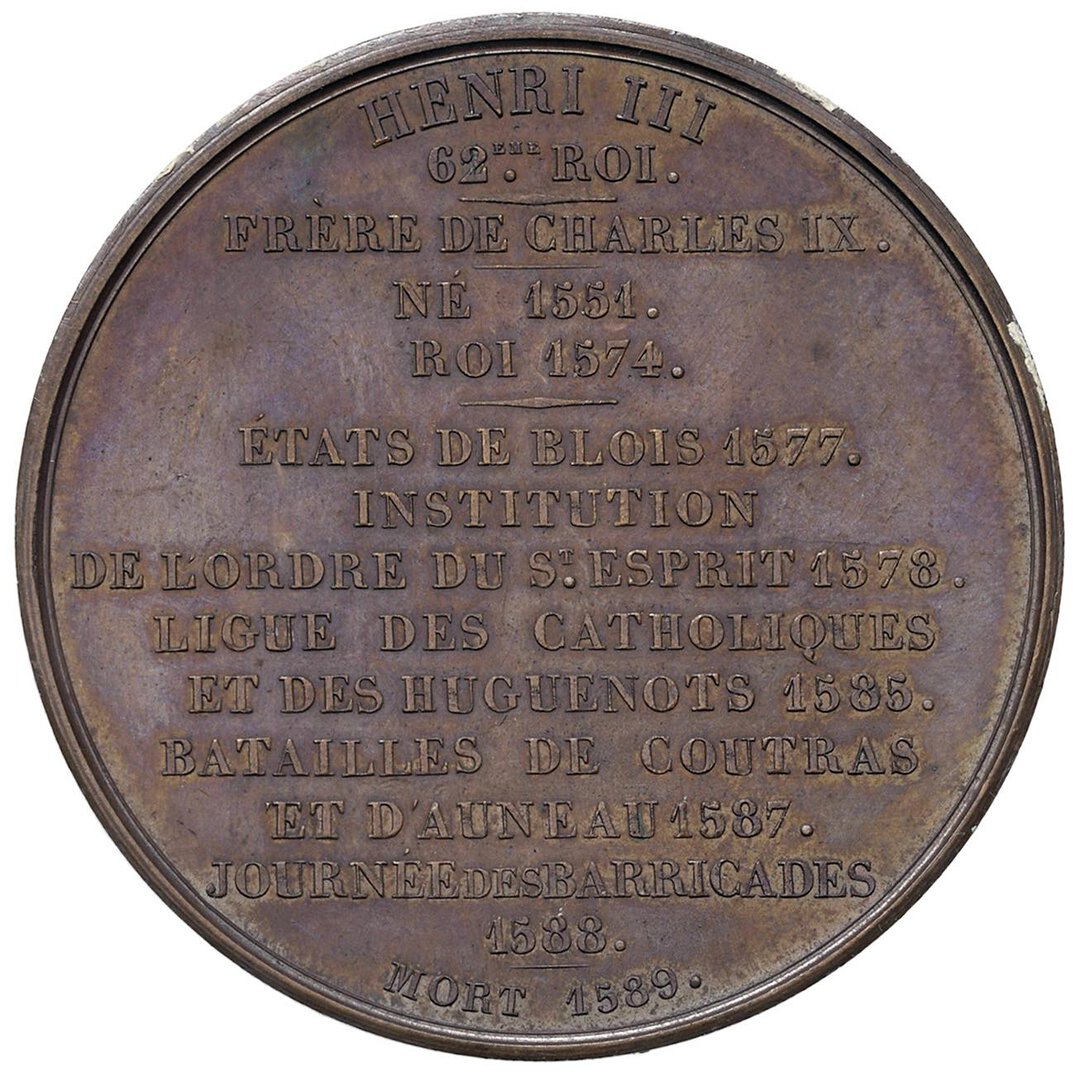 HENRI III
62.EME ROI.
FRÈRE DE CHARLES IX.
NÉ 1551.
ROI 1574.
ÉTATS DE BLOIS 1577.
INSTITUTION
DE L'ORDRE DU S.T ESPRIT 1578.
LIGUE DES CATHOLIQUES
ET DES HUGUENOTS 1585.
BATAILLES DE COUTRAS
ET D'AUNEAU 1587.
JOURNÉE DES BARRICADES
1588.
MORT 1589.